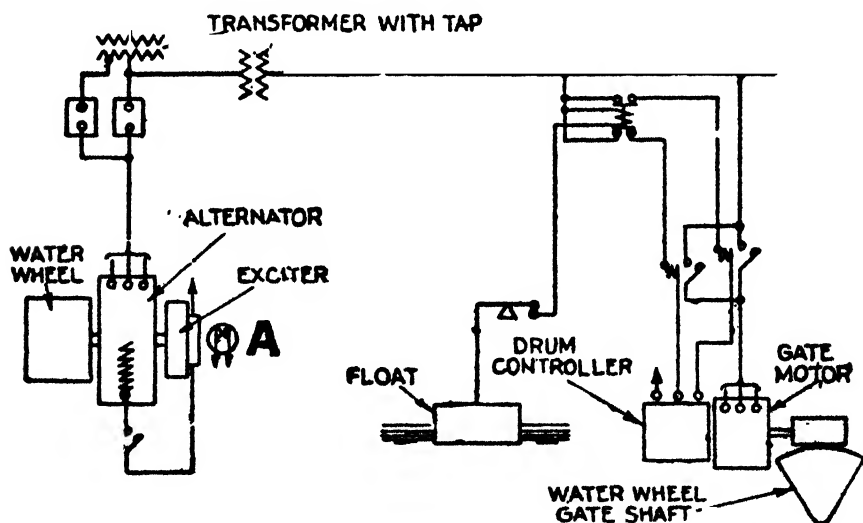 TRANSFORMER WITH TAP
ALTERNATOR
WATER
WHEEL
EXCITER
M
A
FLOAT
DRUM
CONTROLLER
GATE
MOTOR
WATER WHEEL
GATE SHAFT